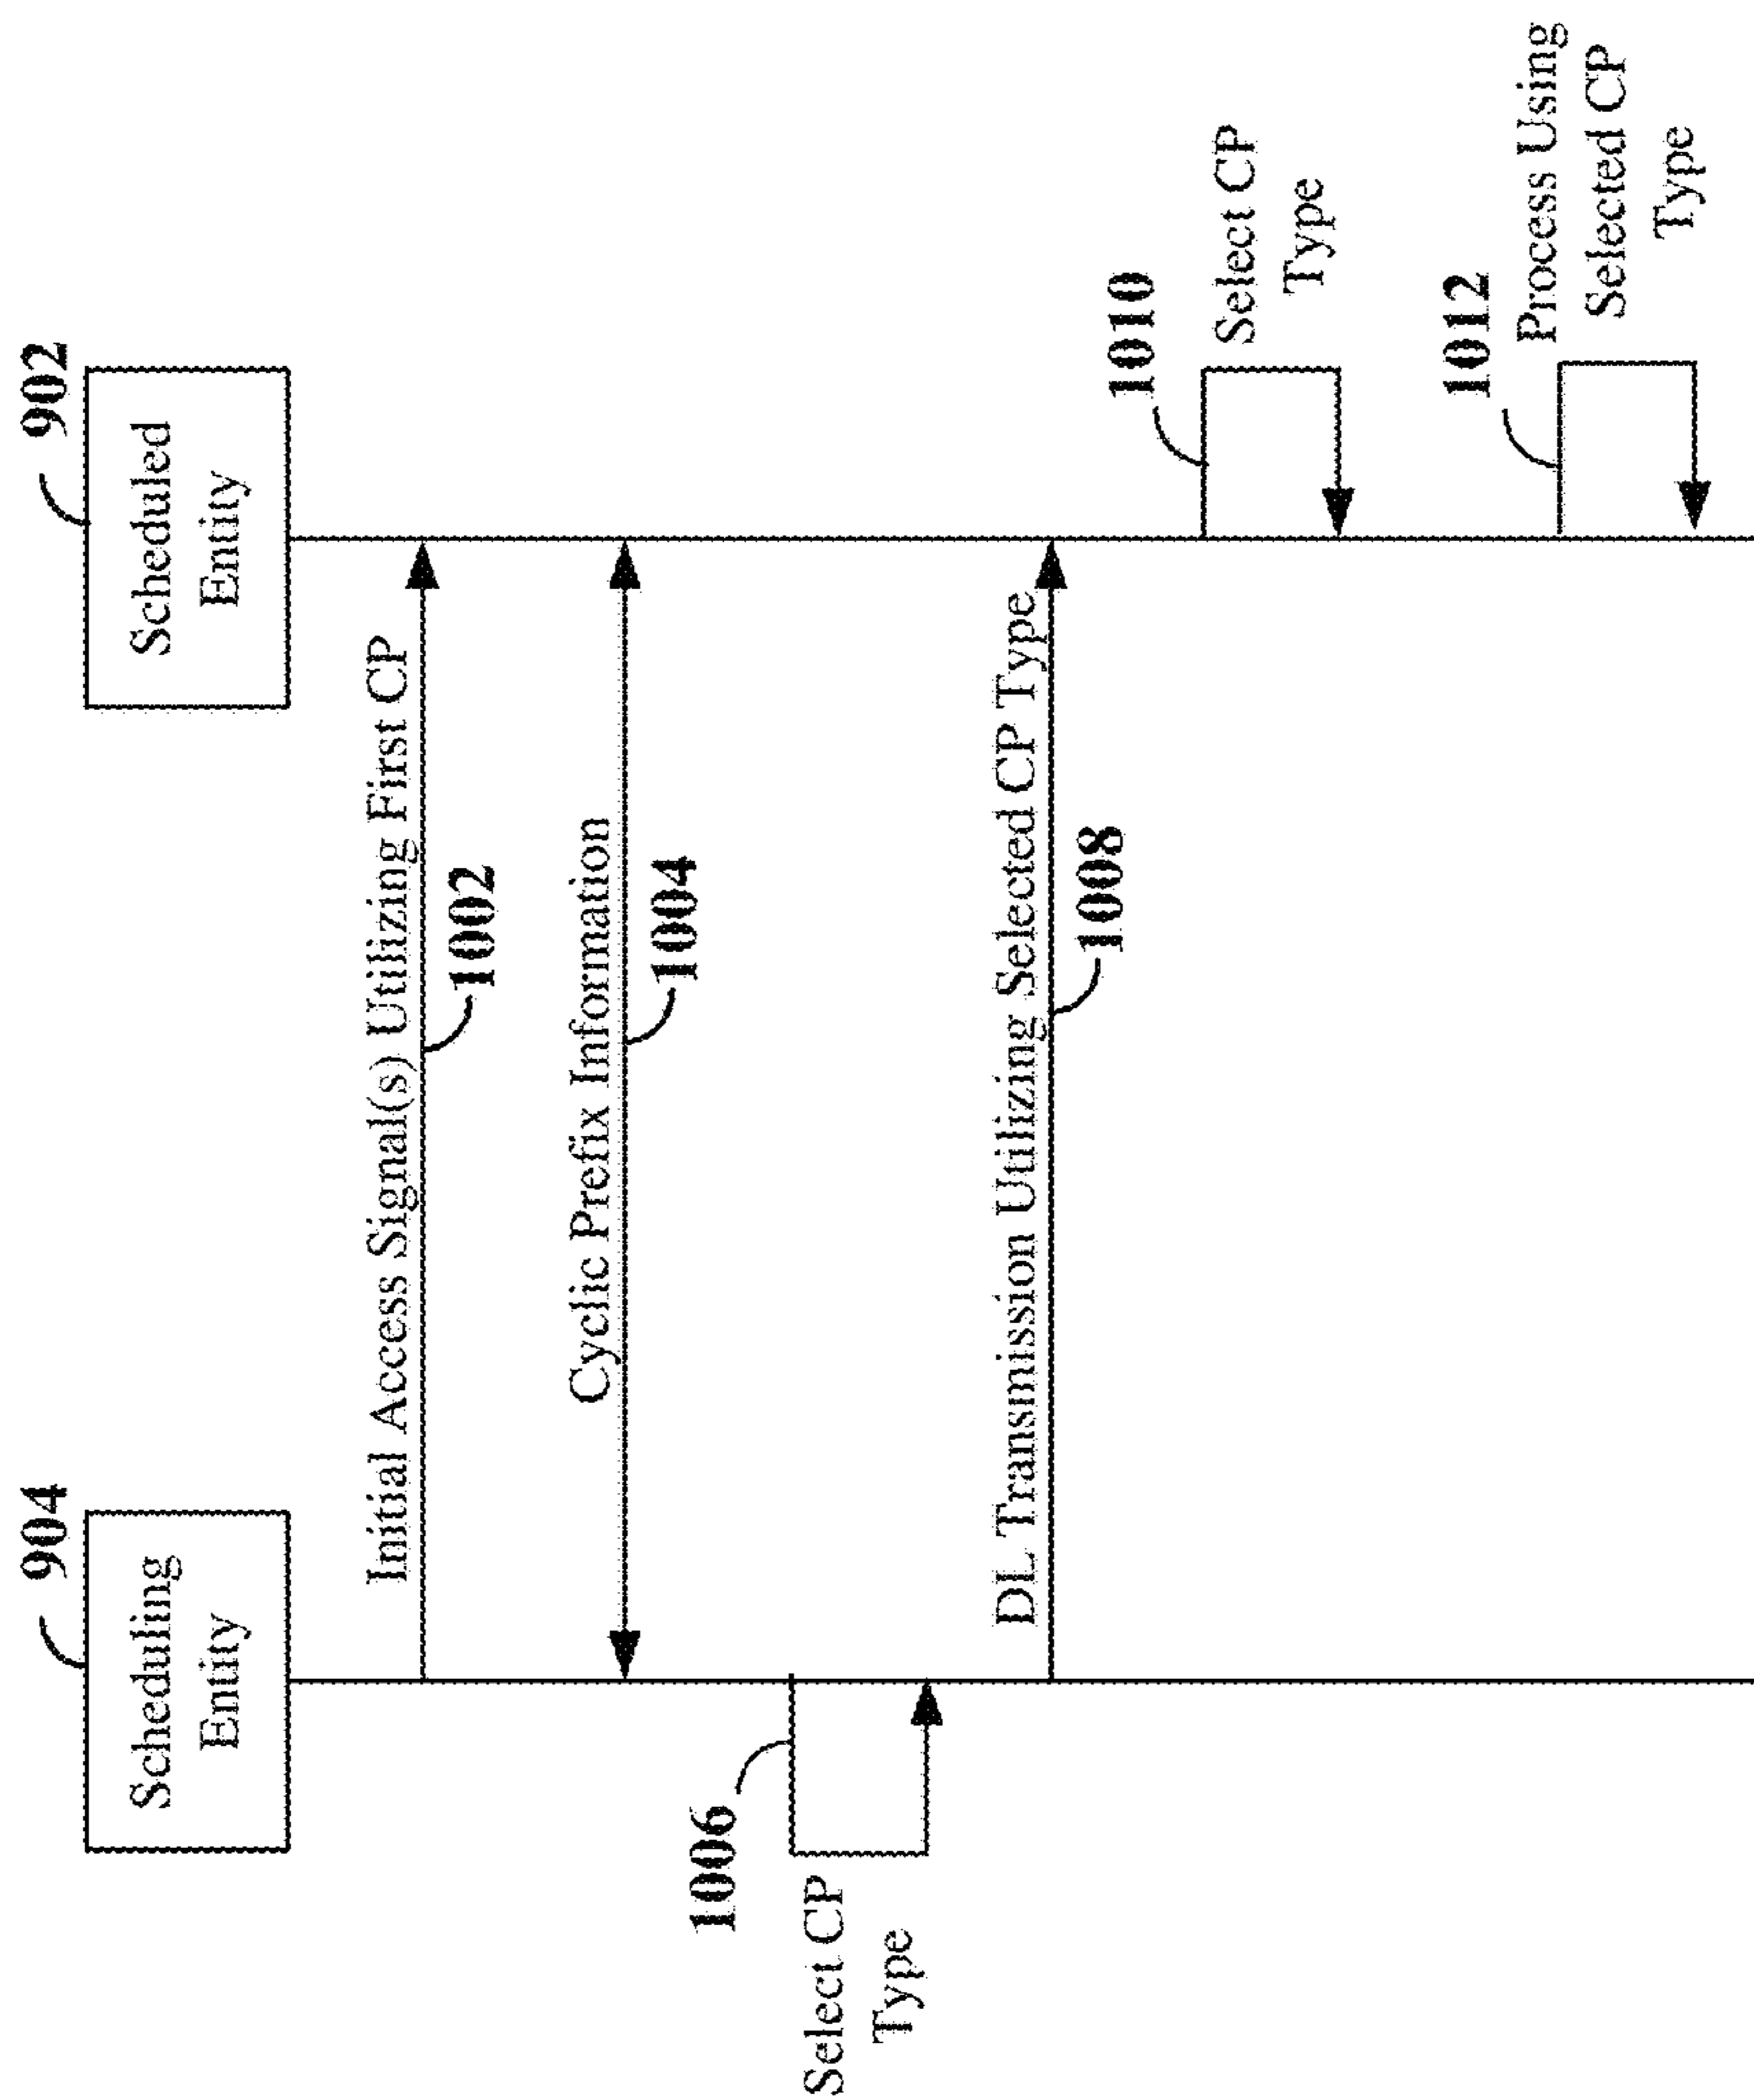 904
902
Scheduling
Entity
Scheduled
Entity
Initial Access Signal(s) Utilizing First CP
1002
Cyclic Prefix Information
1004
1006
Select CP
Type
DL Transmission Utilizing Selected CP Type
1008
1010
Select CP
Type
1012
Process Using
Selected CP
Type